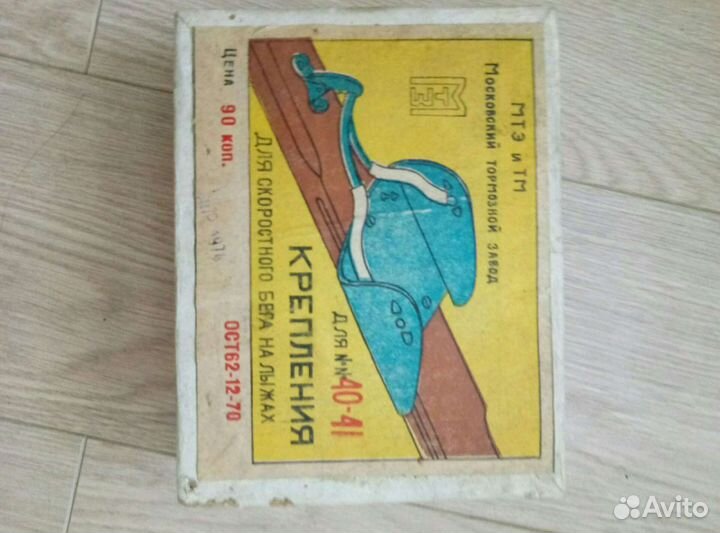 МТЭ и ТМ
Московский тормозной завод
МТЗ
для №№ 40-41
КРЕПЛЕНИЯ
ДЛЯ СКОРОСТНОГО БЕГА НА ЛЫЖАХ
Цена 90 коп.
ОСТ62-12-70
Avito